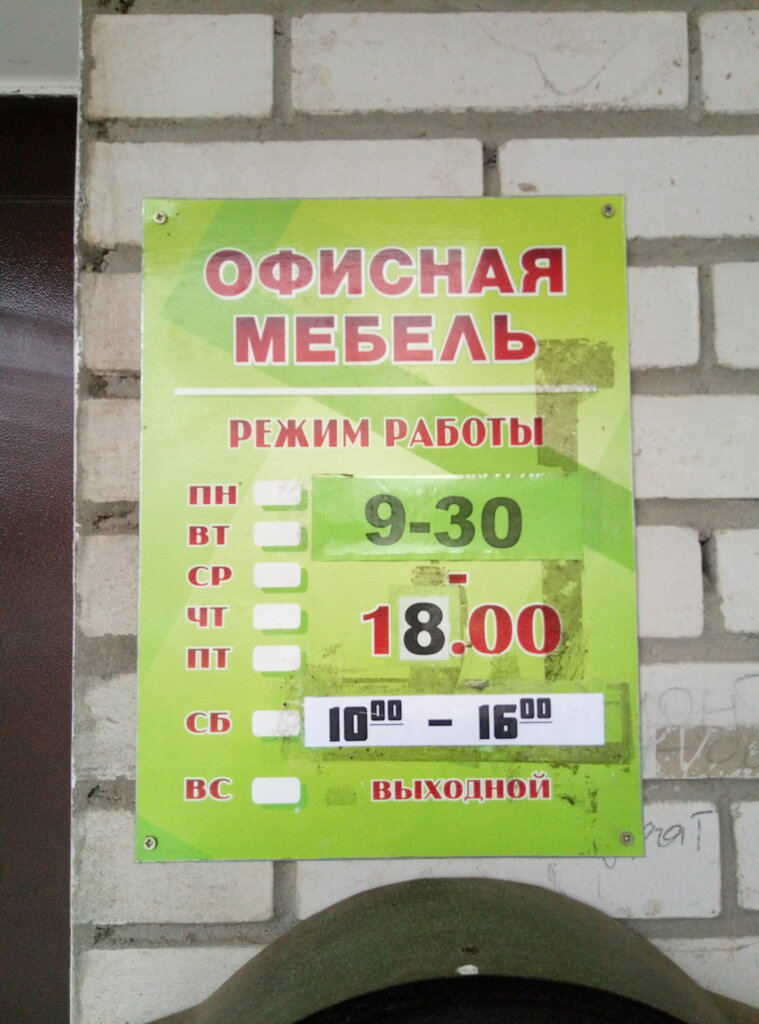 ОФИСНАЯ
МЕБЕЛЬ
РЕЖИМ РАБОТЫ
ПН
ВТ
СР
ЧТ
ПТ
9-30
-
18.00
СБ 10⁰⁰ - 16⁰⁰
ВС ВЫХОДНОЙ